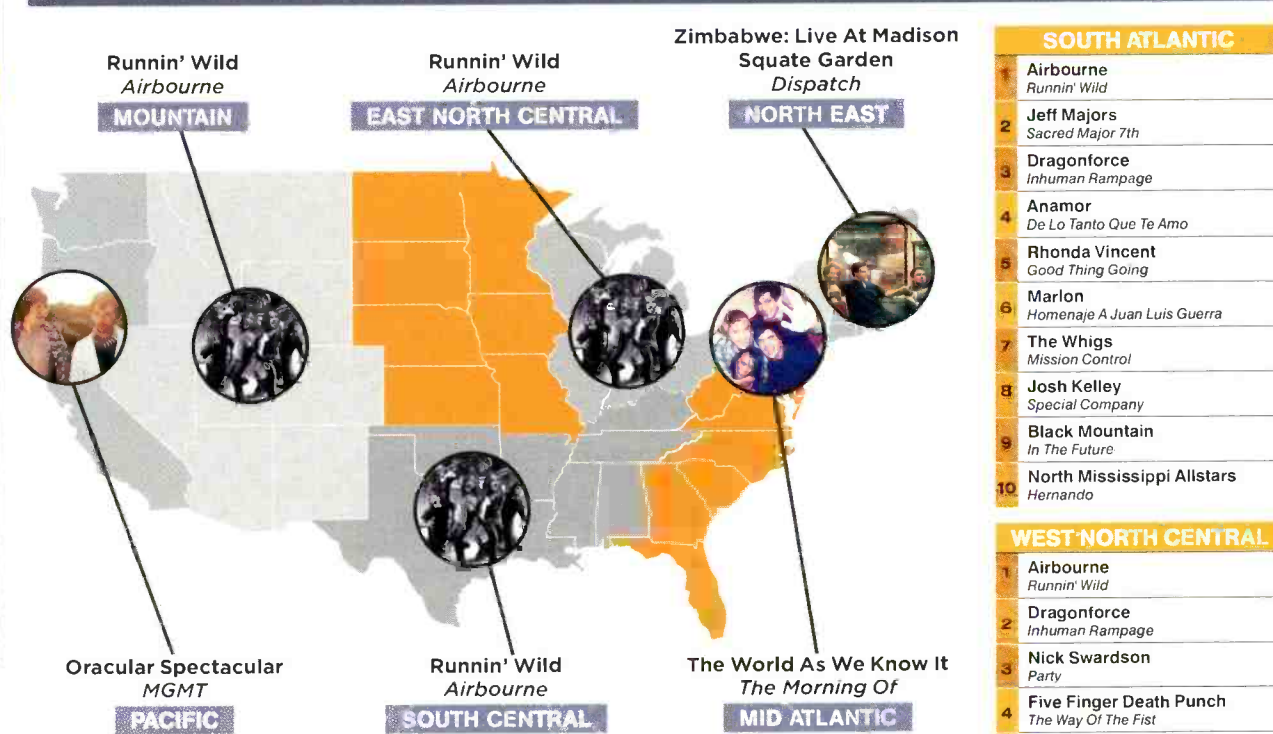 Runnin' Wild
Airbourne
MOUNTAIN
Runnin' Wild
Airbourne
EAST NORTH CENTRAL
Zimbabwe: Live At Madison
Squate Garden
Dispatch
NORTH EAST
Oracular Spectacular
MGMT
PACIFIC
Runnin' Wild
Airbourne
SOUTH CENTRAL
The World As We Know It
The Morning Of
MID ATLANTIC
SOUTH ATLANTIC
1 Airbourne
Runnin' Wild
2 Jeff Majors
Sacred Major 7th
3 Dragonforce
Inhuman Rampage
4 Anamor
De Lo Tanto Que Te Amo
5 Rhonda Vincent
Good Thing Going
6 Marlon
Homenaje A Juan Luis Guerra
7 The Whigs
Mission Control
8 Josh Kelley
Special Company
9 Black Mountain
In The Future
10 North Mississippi Allstars
Hernando
WEST NORTH CENTRAL
1 Airbourne
Runnin' Wild
2 Dragonforce
Inhuman Rampage
3 Nick Swardson
Party
4 Five Finger Death Punch
The Way Of The Fist